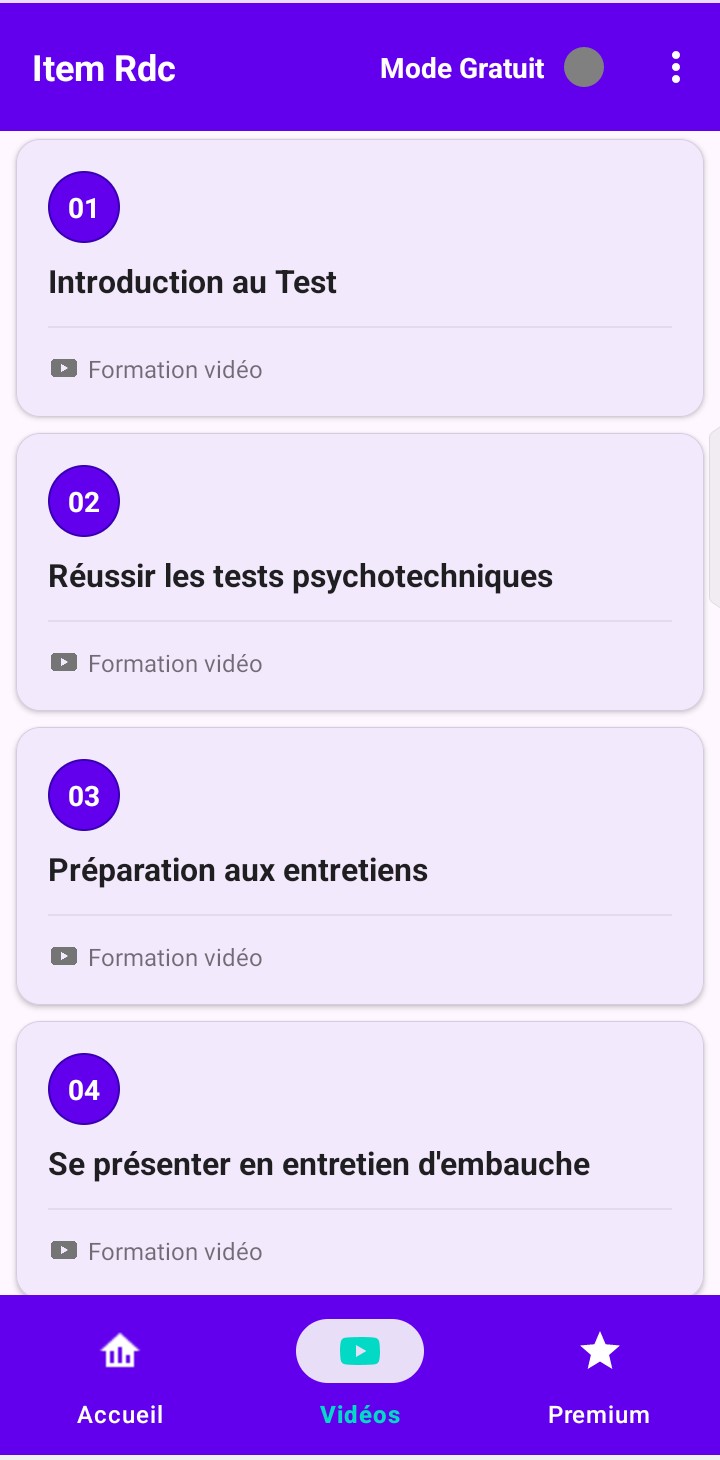 Item Rdc
Mode Gratuit
01
Introduction au Test
Formation vidéo
02
Réussir les tests psychotechniques
Formation vidéo
03
Préparation aux entretiens
Formation vidéo
04
Se présenter en entretien d'embauche
Formation vidéo
Accueil
Vidéos
Premium